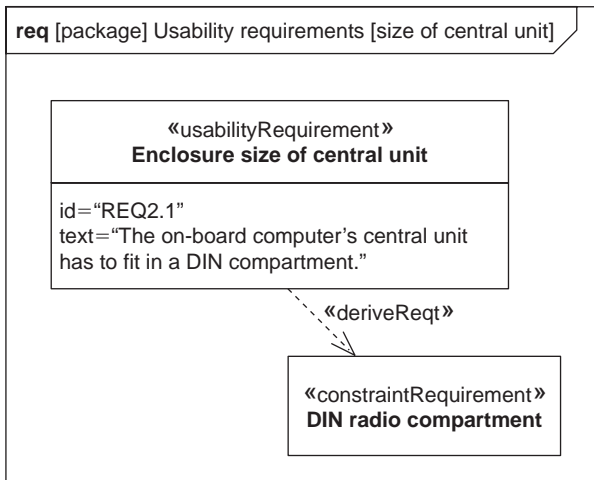 req [package] Usability requirements [size of central unit]
«usabilityRequirement»
Enclosure size of central unit
id=“REQ2.1”
text=“The on-board computer’s central unit
has to fit in a DIN compartment.”
«deriveReqt»
«constraintRequirement»
DIN radio compartment